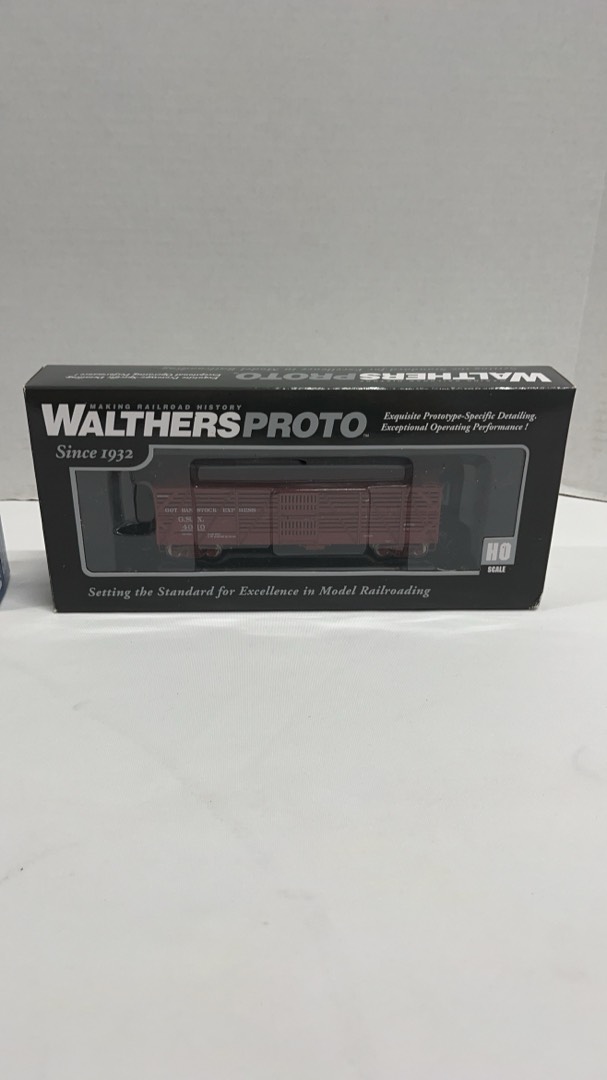 WALTHERSPROTO
MAKING RAILROAD HISTORY
WALTHERSPROTO™
Since 1932
Exquisite Prototype-Specific Detailing.
Exceptional Operating Performance !
HO
SCALE
Setting the Standard for Excellence in Model Railroading